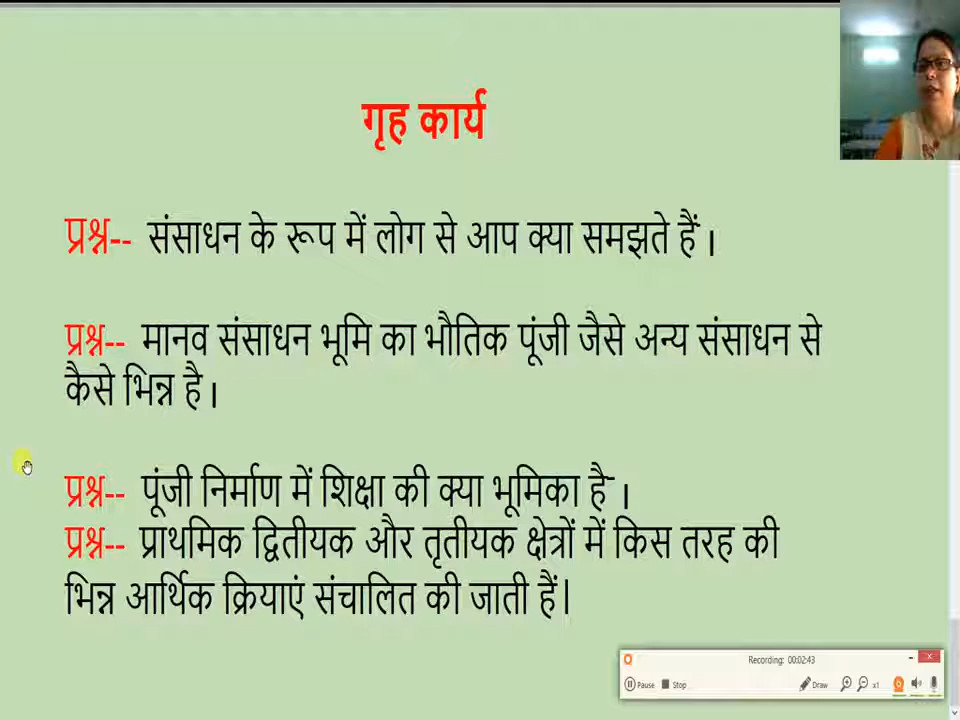 गृह कार्य
प्रश्न-- संसाधन के रूप में लोग से आप क्या समझते हैं ।
प्रश्न-- मानव संसाधन भूमि का भौतिक पूंजी जैसे अन्य संसाधन से
कैसे भिन्न है ।
प्रश्न-- पूंजी निर्माण में शिक्षा की क्या भूमिका है ।
प्रश्न-- प्राथमिक द्वितीयक और तृतीयक क्षेत्रों में किस तरह की
भिन्न आर्थिक क्रियाएं संचालित की जाती हैं|
Recording: 00:02:43
Pause Stop Draw x1